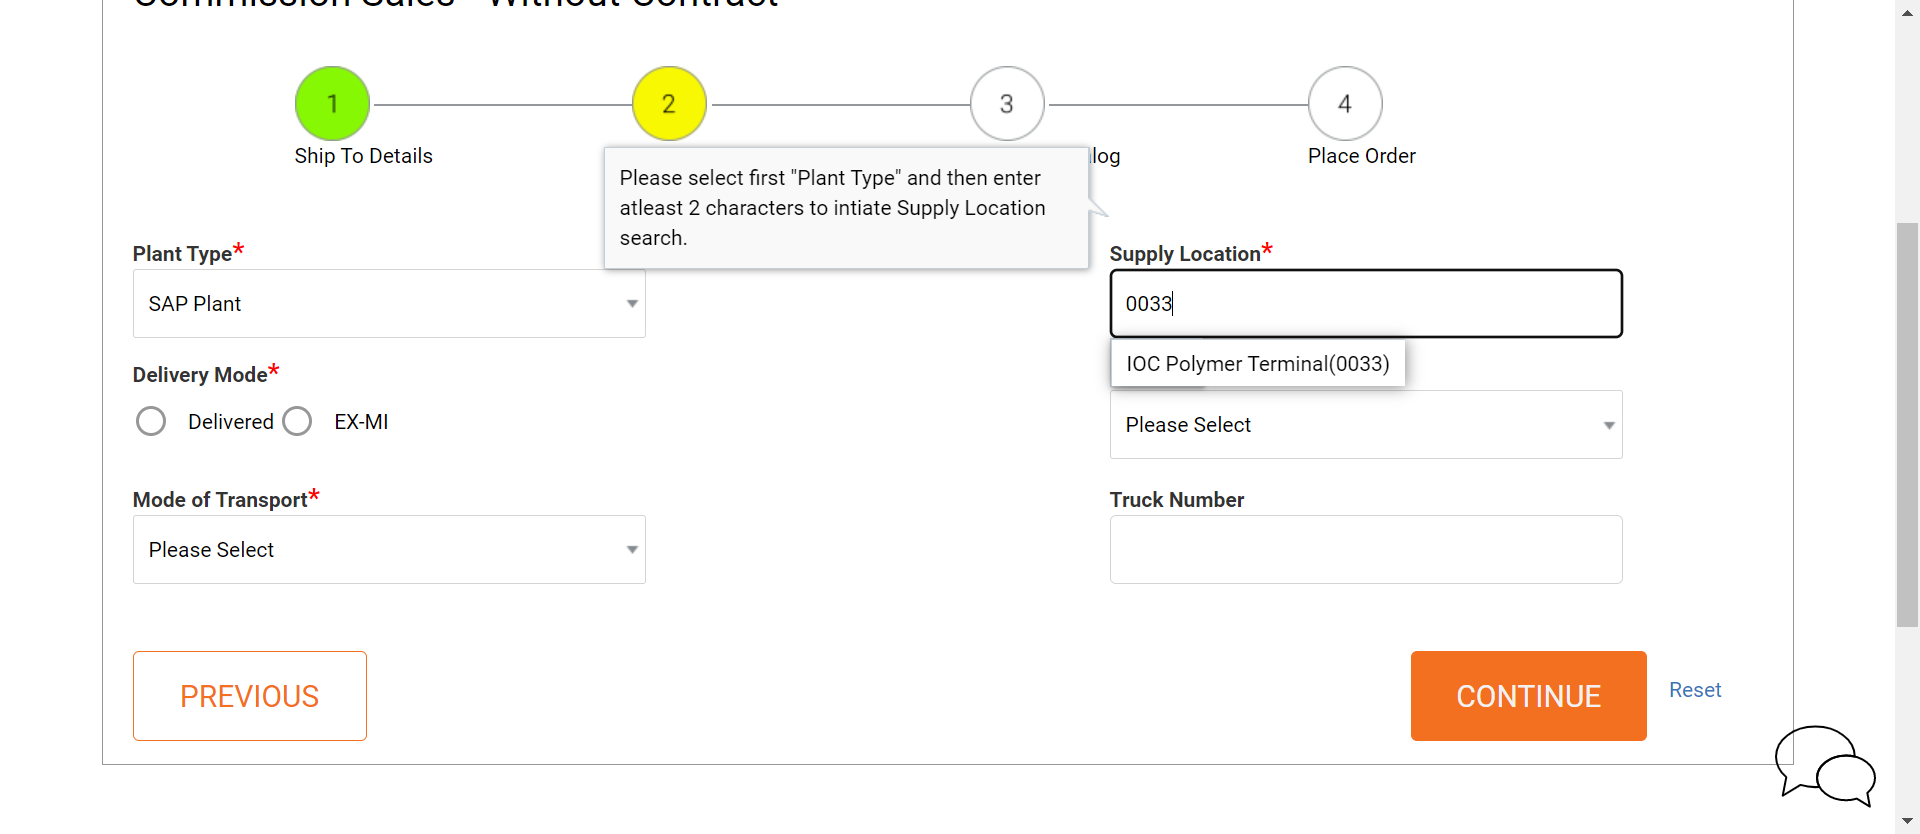 Commission Sales - Without Contract
1
2
3
4
Ship To Details
log
Place Order
Please select first "Plant Type" and then enter
atleast 2 characters to intiate Supply Location
search.
Plant Type*
Supply Location*
SAP Plant
0033
IOC Polymer Terminal(0033)
Delivery Mode*
Delivered
EX-MI
Please Select
Mode of Transport*
Truck Number
Please Select
PREVIOUS
CONTINUE
Reset